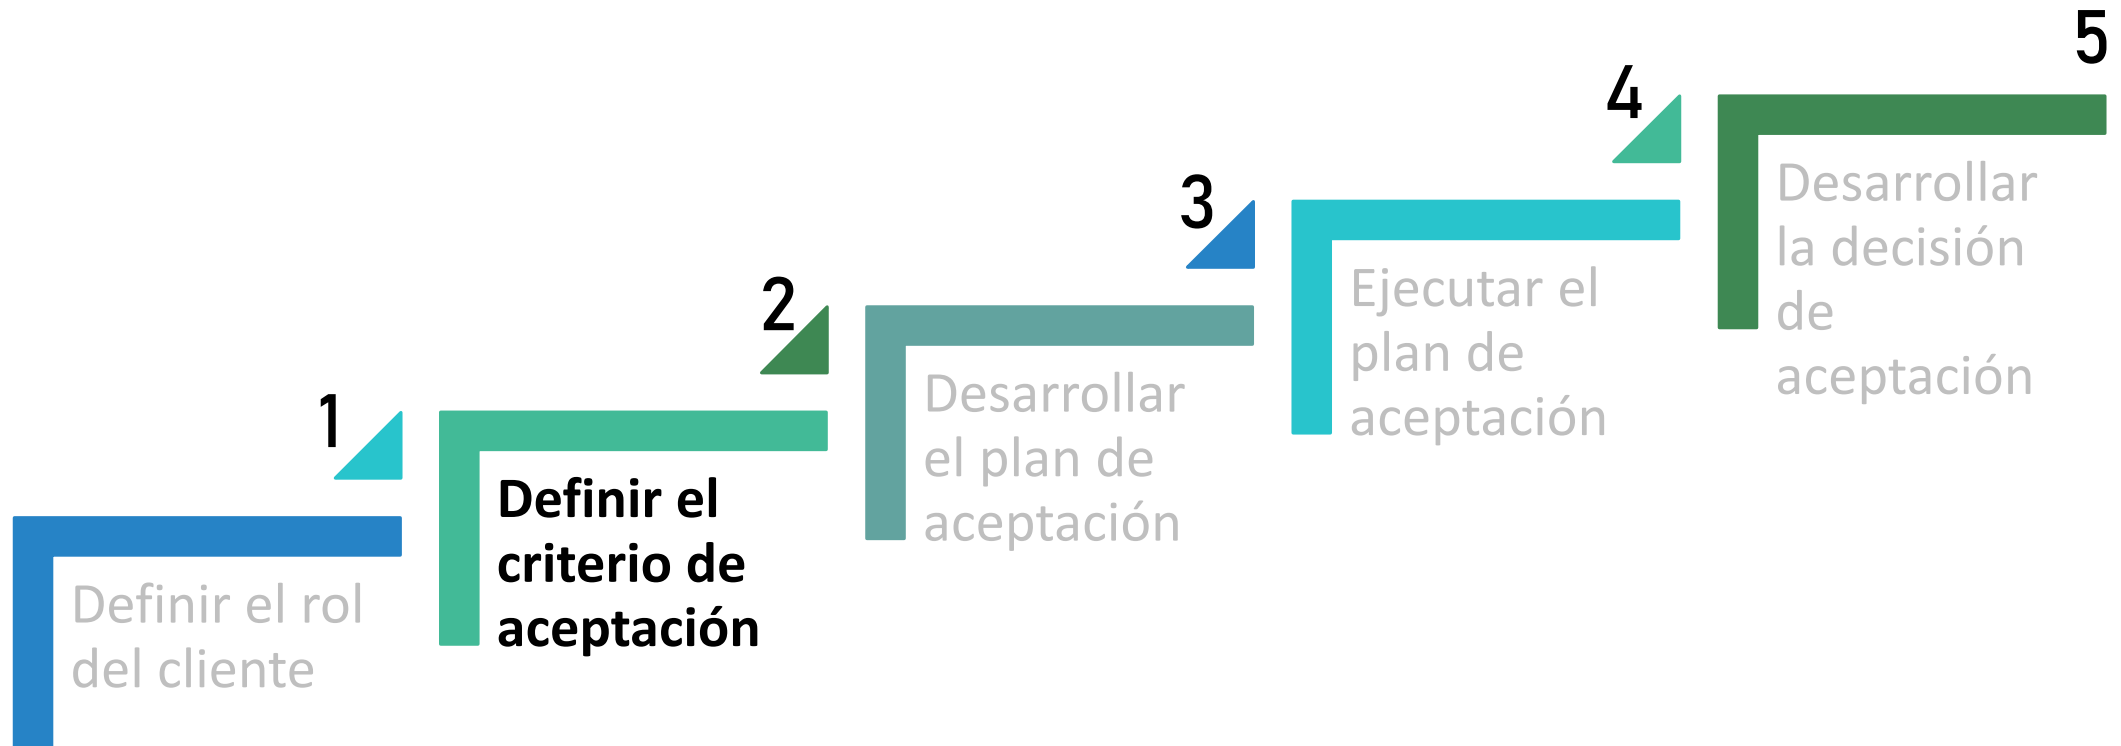 1
Definir el rol
del cliente
2
Definir el
criterio de
aceptación
3
Desarrollar
el plan de
aceptación
4
Ejecutar el
plan de
aceptación
5
Desarrollar
la decisión
de
aceptación